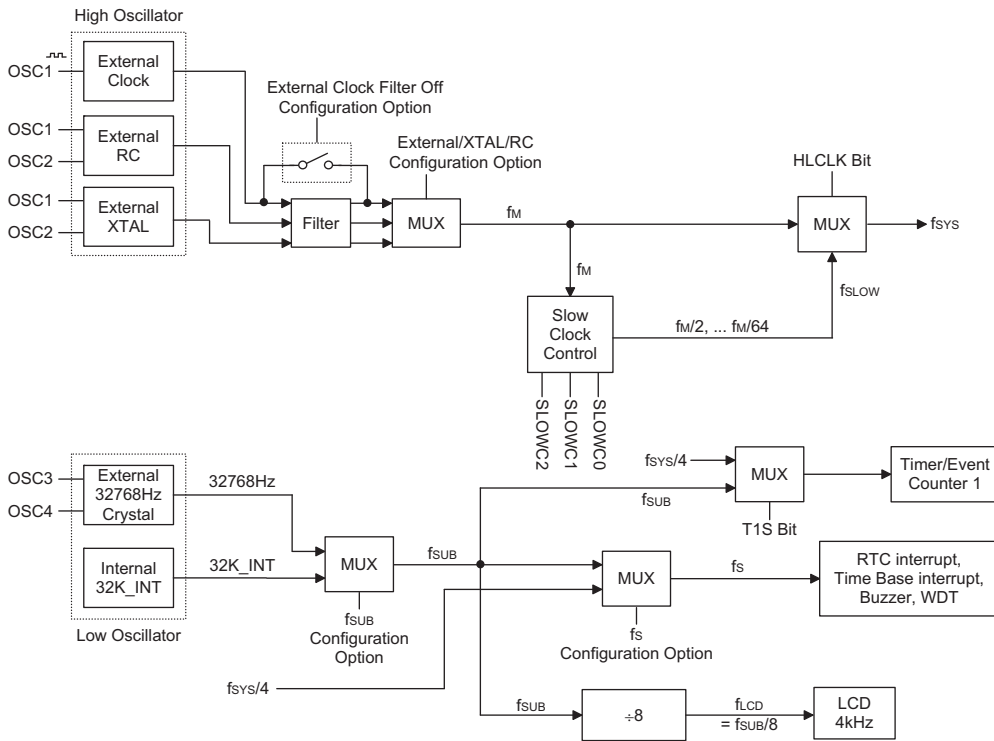 High Oscillator
OSC1
External
Clock
OSC1
OSC2
External
RC
OSC1
OSC2
External
XTAL
External Clock Filter Off
Configuration Option
Filter
External/XTAL/RC
Configuration Option
MUX
fM
fM
HLCLK Bit
MUX
fSYS
fSLOW
Slow
Clock
Control
fM/2, ... fM/64
SLOWC2
SLOWC1
SLOWC0
OSC3
OSC4
External
32768Hz
Crystal
32768Hz
Internal
32K_INT
32K_INT
Low Oscillator
MUX
fSUB
Configuration
Option
fSUB
fSYS/4
fSUB
MUX
T1S Bit
Timer/Event
Counter 1
MUX
fS
Configuration Option
fS
RTC interrupt,
Time Base interrupt,
Buzzer, WDT
fSYS/4
fSUB
÷8
fLCD
= fSUB/8
LCD
4kHz